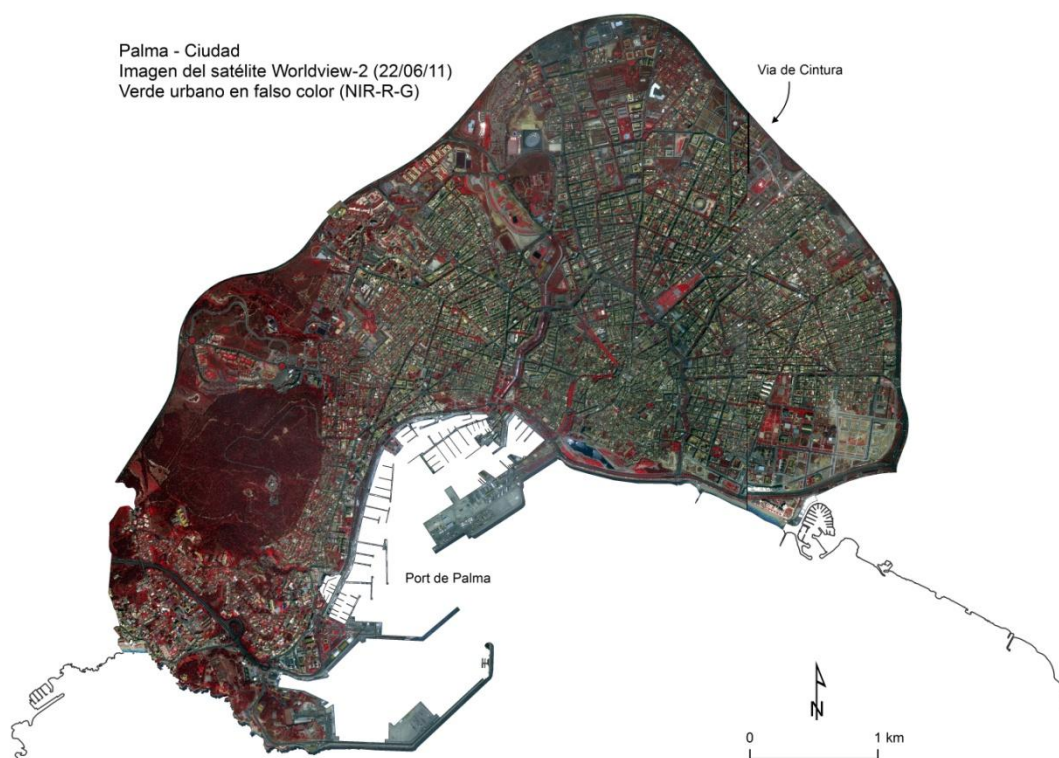 Palma - Ciudad
Imagen del satélite Worldview-2 (22/06/11)
Verde urbano en falso color (NIR-R-G)
Via de Cintura
Port de Palma
N
0 1 km